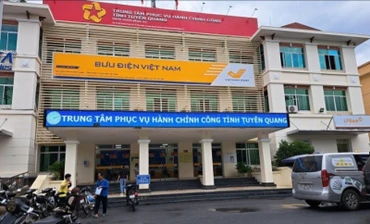 TRUNG TÂM PHỤC VỤ HÀNH CHÍNH CÔNG
TỈNH TUYÊN QUANG
BƯU ĐIỆN VIỆT NAM
TRUNG TÂM PHỤC VỤ HÀNH CHÍNH CÔNG TỈNH TUYÊN QUANG